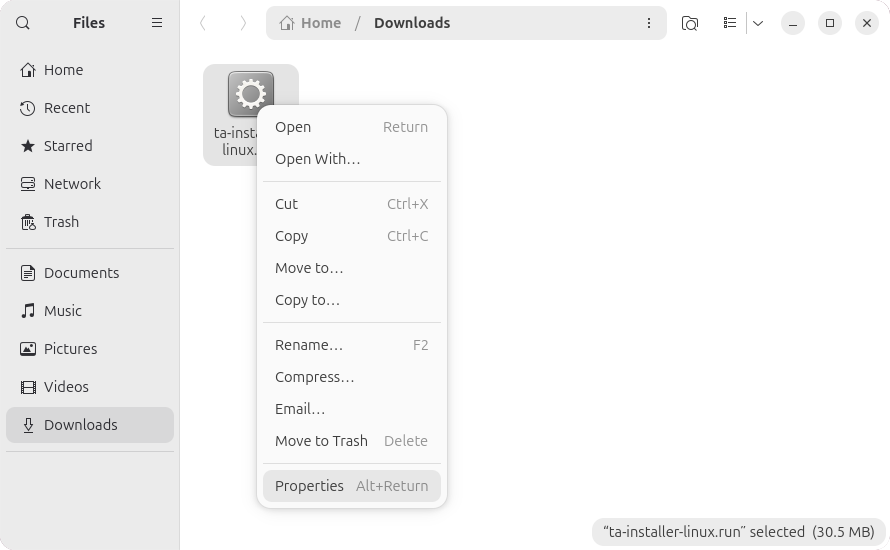 Files
Home / Downloads
Home
Recent
Starred
Network
Trash
Documents
Music
Pictures
Videos
Downloads
linux.
Open Return
Open With…
Cut Ctrl+X
Copy Ctrl+C
Move to…
Copy to…
Rename… F2
Compress…
Email…
Move to Trash Delete
Properties Alt+Return
“ta-installer-linux.run” selected (30.5 MB)